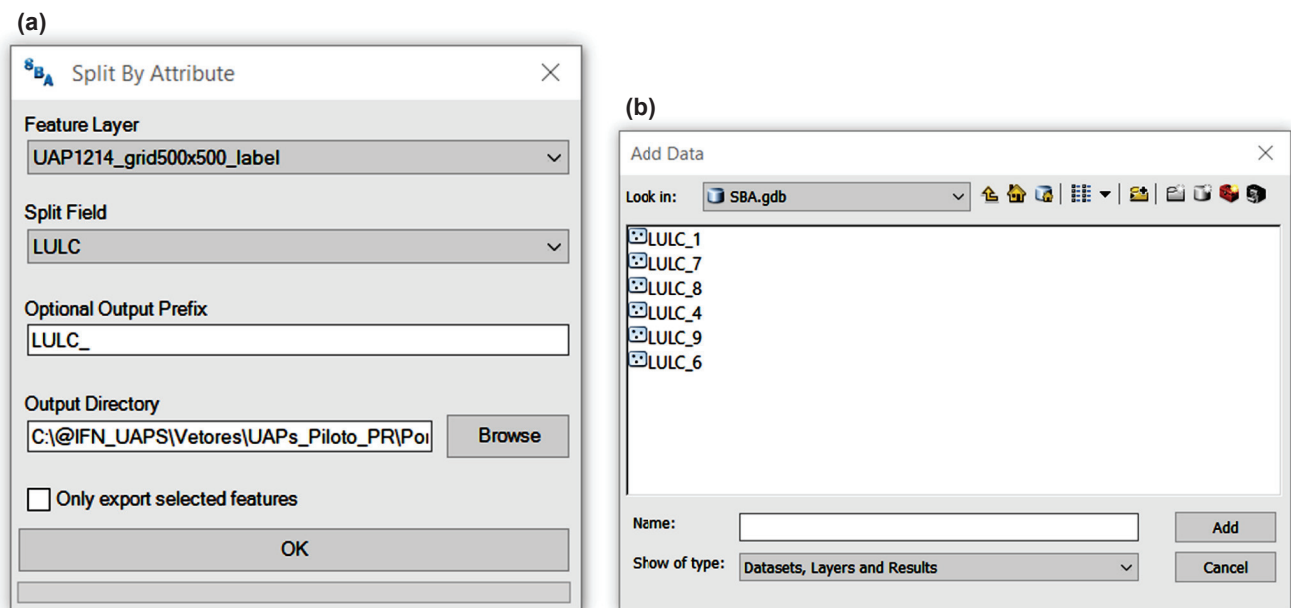 (a)
SBA Split By Attribute
Feature Layer
UAP1214_grid500x500_label
Split Field
LULC
Optional Output Prefix
LULC_
Output Directory
C:\@IFN_UAPS\Vetores\UAPs_Piloto_PR\Poi
Browse
Only export selected features
OK
(b)
Add Data
Look in:
SBA.gdb
LULC_1
LULC_7
LULC_8
LULC_4
LULC_9
LULC_6
Name:
Add
Show of type:
Datasets, Layers and Results
Cancel